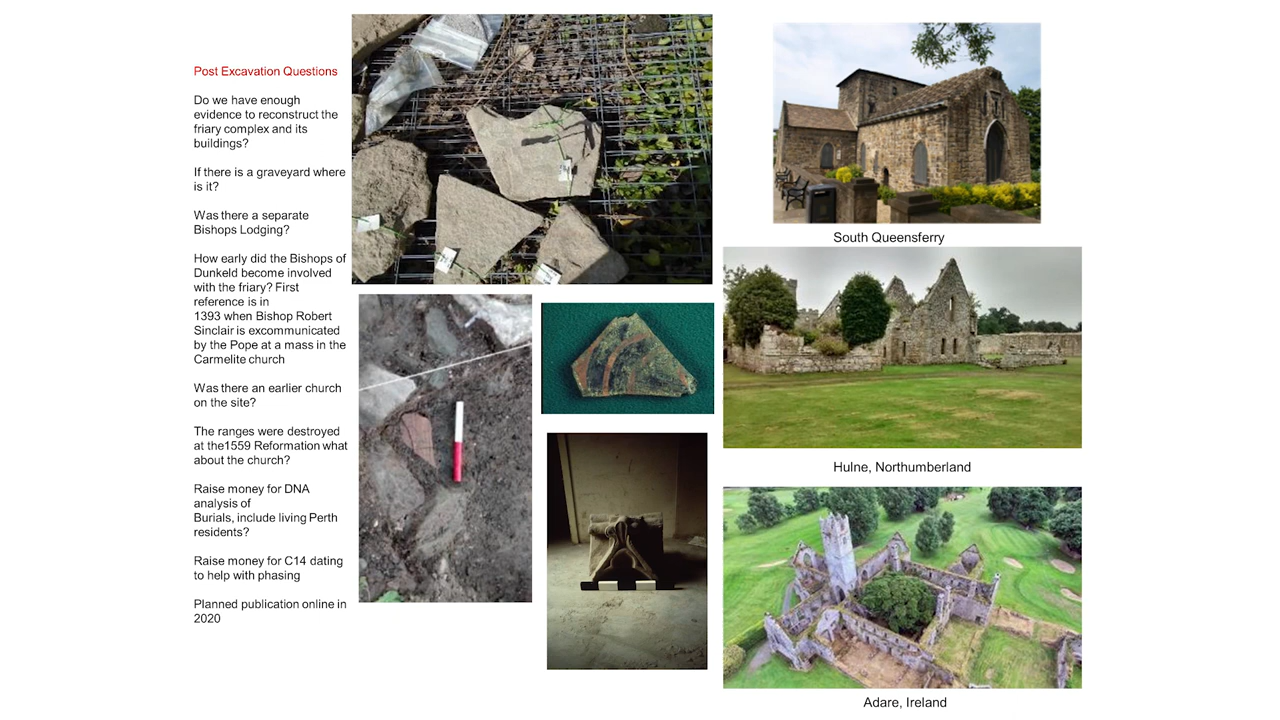 Post Excavation Questions
Do we have enough
evidence to reconstruct the
friary complex and its
buildings?
If there is a graveyard where
is it?
Was there a separate
Bishops Lodging?
How early did the Bishops of
Dunkeld become involved
with the friary? First
reference is in
1393 when Bishop Robert
Sinclair is excommunicated
by the Pope at a mass in the
Carmelite church
Was there an earlier church
on the site?
The ranges were destroyed
at the1559 Reformation what
about the church?
Raise money for DNA
analysis of
Burials, include living Perth
residents?
Raise money for C14 dating
to help with phasing
Planned publication online in
2020
South Queensferry
Hulne, Northumberland
Adare, Ireland